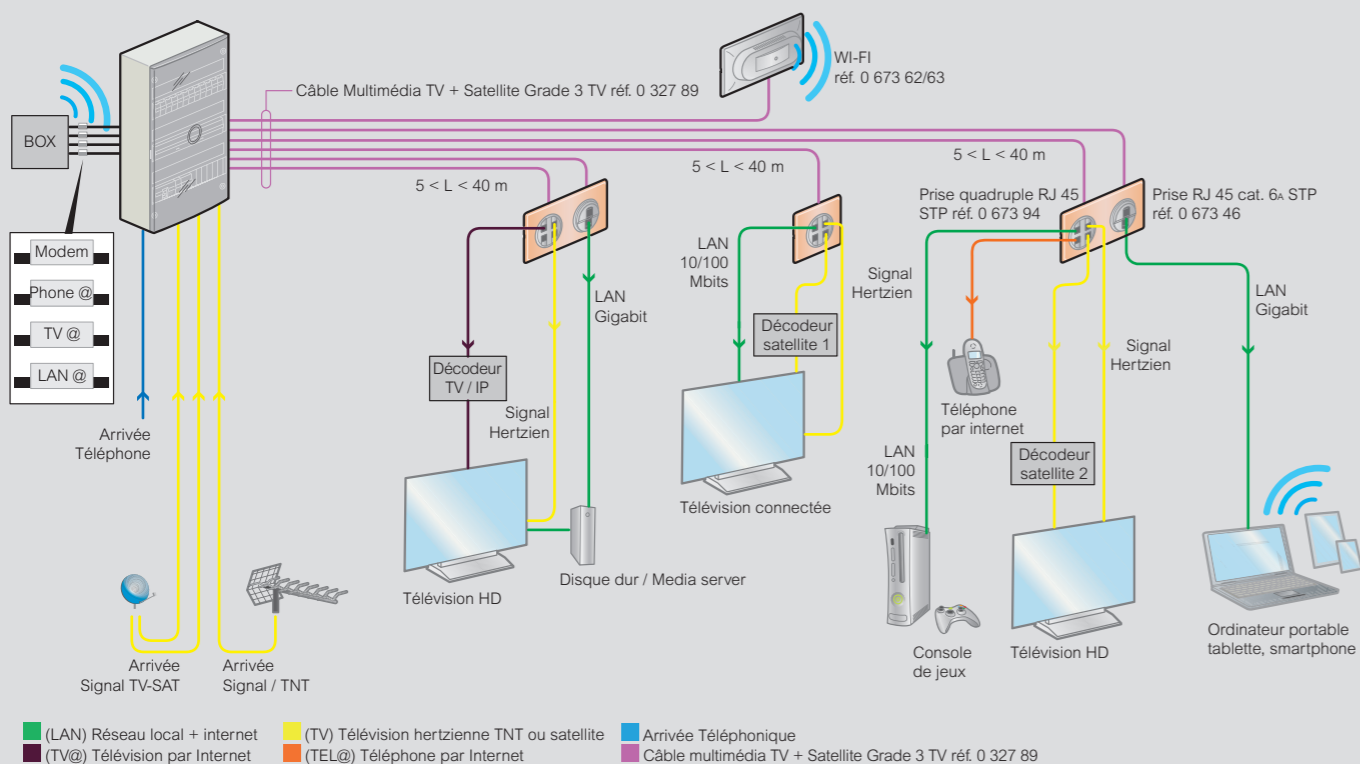 WI-FI
réf. 0 673 62/63
Câble Multimédia TV + Satellite Grade 3 TV réf. 0 327 89
BOX
5 < L < 40 m
5 < L < 40 m
5 < L < 40 m
Prise quadruple RJ 45
STP réf. 0 673 94
Prise RJ 45 cat. 6A STP
réf. 0 673 46
Modem
Phone @
TV @
LAN @
LAN
10/100
Mbits
Signal
Hertzien
LAN
Gigabit
LAN
Gigabit
Décodeur
satellite 1
Signal
Hertzien
Décodeur
TV / IP
Signal
Hertzien
Téléphone
par internet
Arrivée
Téléphone
LAN
10/100
Mbits
Décodeur
satellite 2
Télévision connectée
Disque dur / Media server
Télévision HD
Console
de jeux
Télévision HD
Ordinateur portable
tablette, smartphone
Arrivée
Signal TV-SAT
Arrivée
Signal / TNT
(LAN) Réseau local + internet
(TV) Télévision hertzienne TNT ou satellite
Arrivée Téléphonique
(TV@) Télévision par Internet
(TEL@) Téléphone par Internet
Câble multimédia TV + Satellite Grade 3 TV réf. 0 327 89